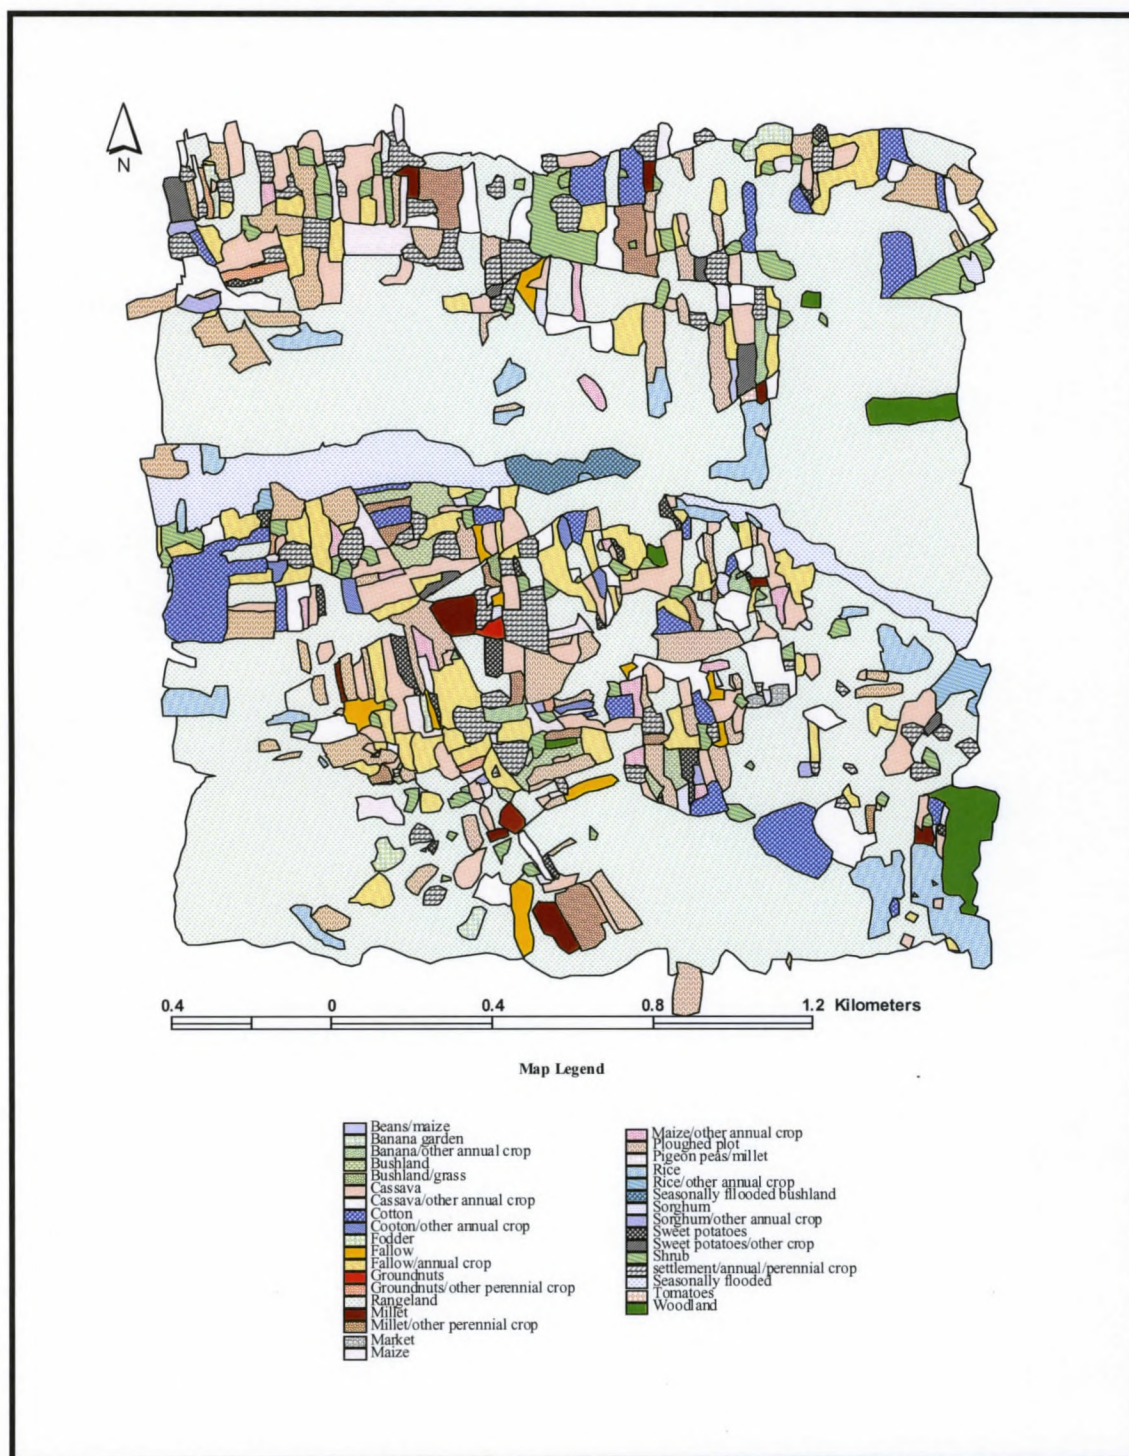 N
0.4 0 0.4 0.8 1.2 Kilometers
Map Legend
Beans/maize
Banana garden
Banana/other annual crop
Bushland
Bushland/grass
Cassava
Cassava/other annual crop
Cotton
Cooton/other annual crop
Fodder
Fallow
Fallow/annual crop
Groundnuts
Groundnuts/other perennial crop
Rangeland
Millet
Millet/other perennial crop
Market
Maize
Maize/other annual crop
Ploughed plot
Pigeon peas/millet
Rice
Rice/other annual crop
Seasonally fllooded bushland
Sorghum
Sorghum/other annual crop
Sweet potatoes
Sweet potatoes/other crop
Shrub
settlement/annual/perennial crop
Seasonally flooded
Tomatoes
Woodland